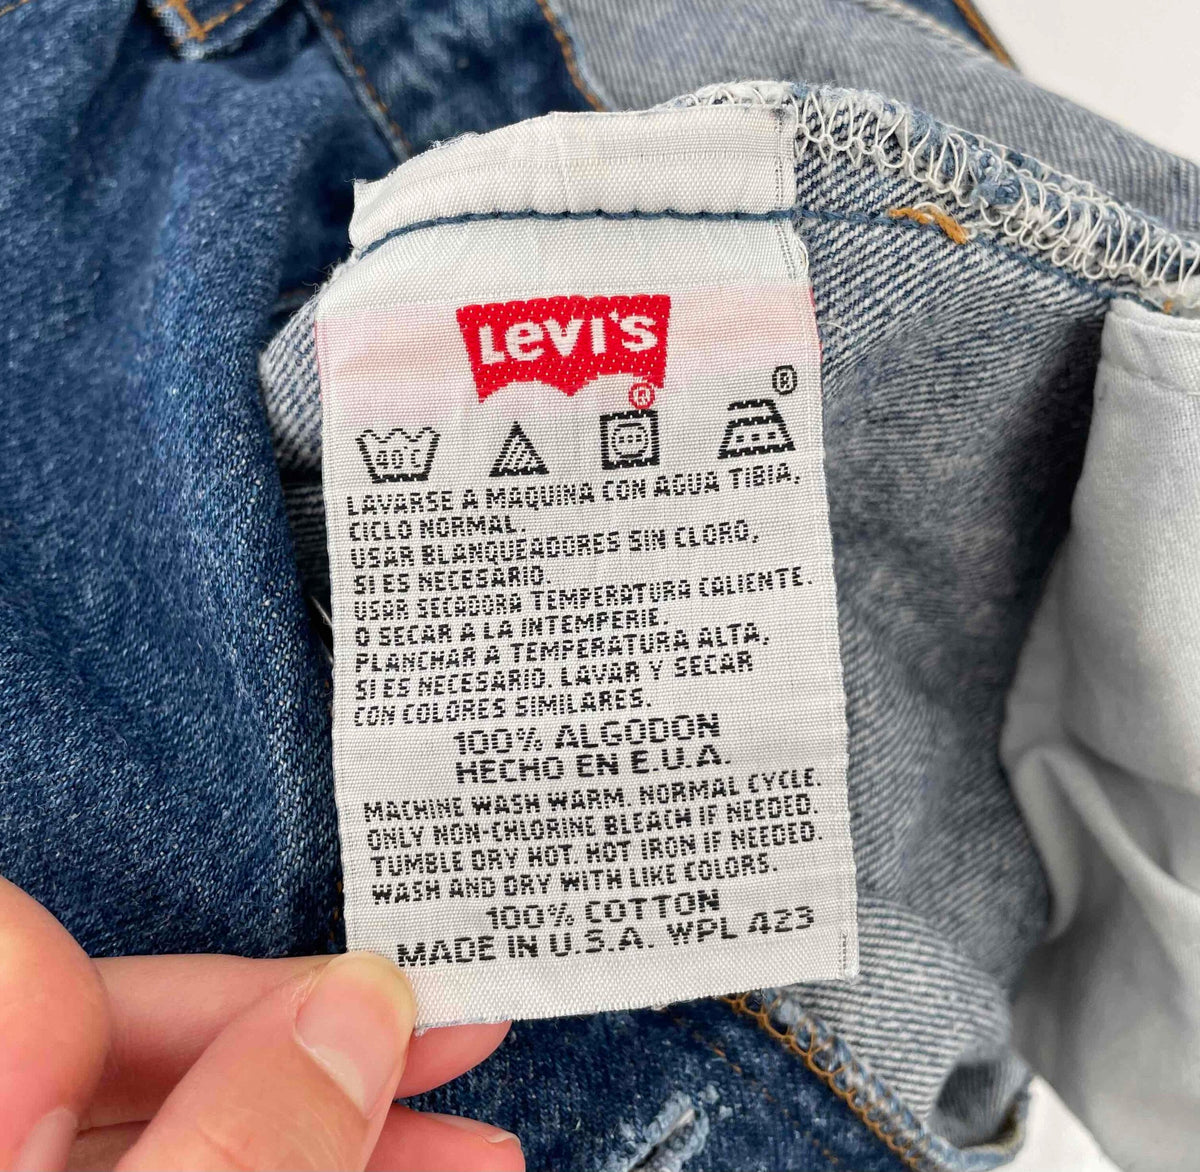 Levi's
®
®
40°C
LAVARSE A MAQUINA CON AGUA TIBIA,
CICLO NORMAL.
USAR BLANQUEADORES SIN CLORO,
SI ES NECESARIO.
USAR SECADORA TEMPERATURA CALIENTE.
O SECAR A LA INTEMPERIE.
PLANCHAR A TEMPERATURA ALTA,
SI ES NECESARIO. LAVAR Y SECAR
CON COLORES SIMILARES.
100% ALGODON
HECHO EN E.U.A.
MACHINE WASH WARM. NORMAL CYCLE.
ONLY NON-CHLORINE BLEACH IF NEEDED.
TUMBLE DRY HOT. HOT IRON IF NEEDED.
WASH AND DRY WITH LIKE COLORS.
100% COTTON
MADE IN U.S.A. WPL 423